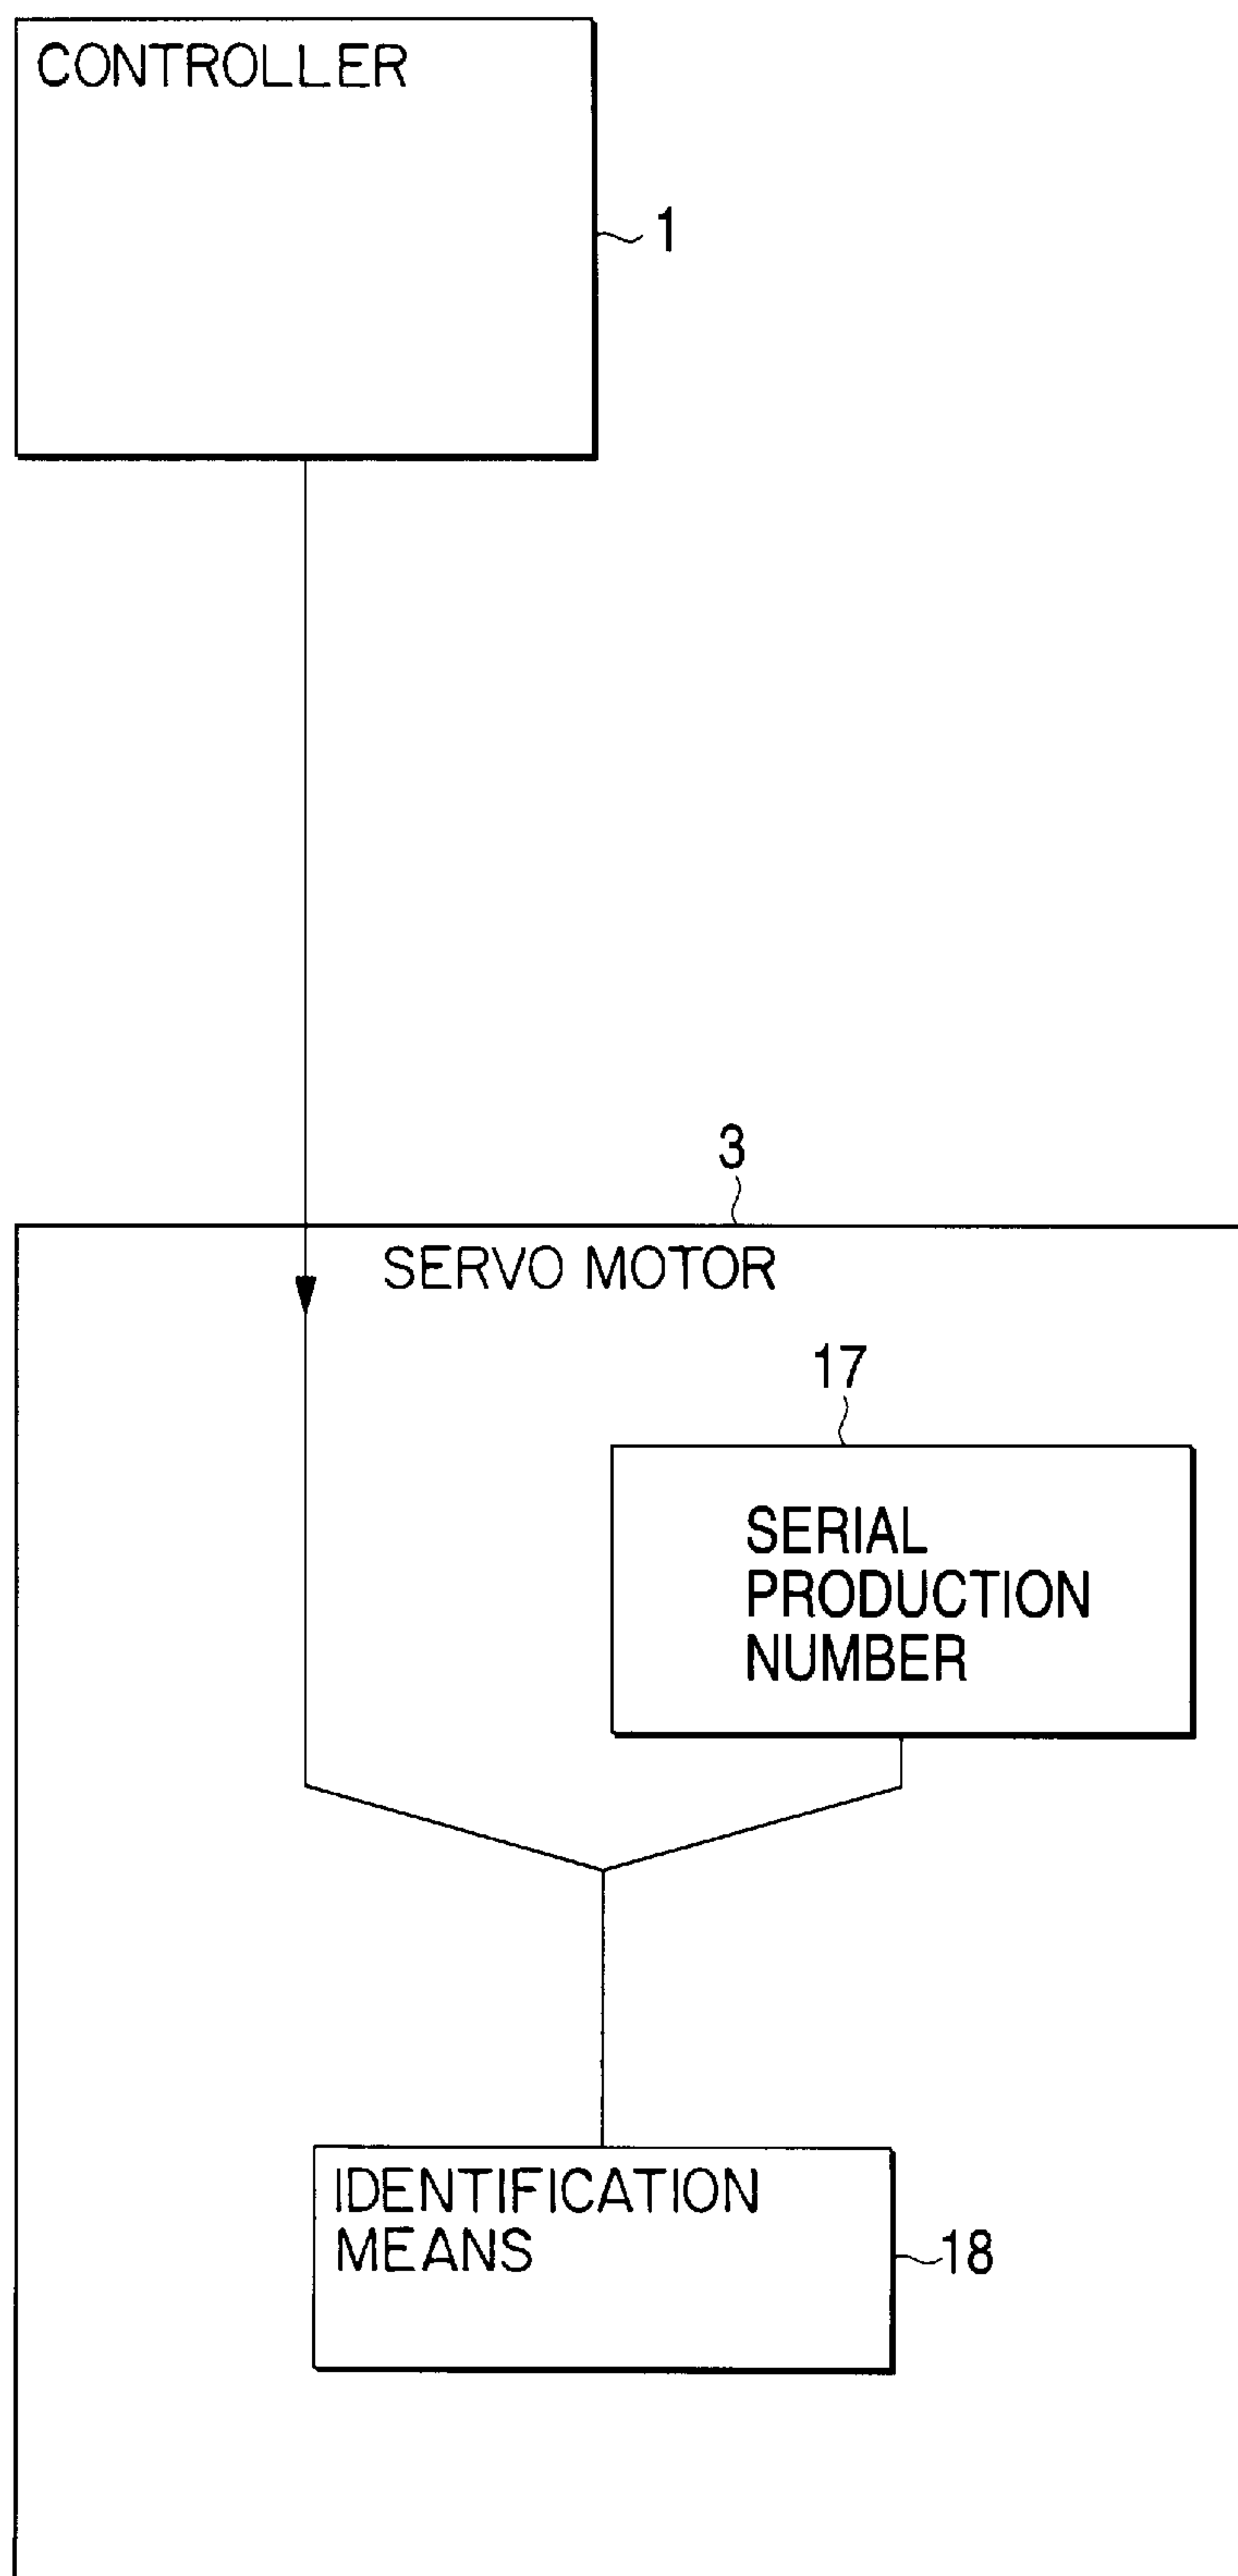 CONTROLLER
1
3
SERVO MOTOR
17
SERIAL
PRODUCTION
NUMBER
IDENTIFICATION
MEANS
18